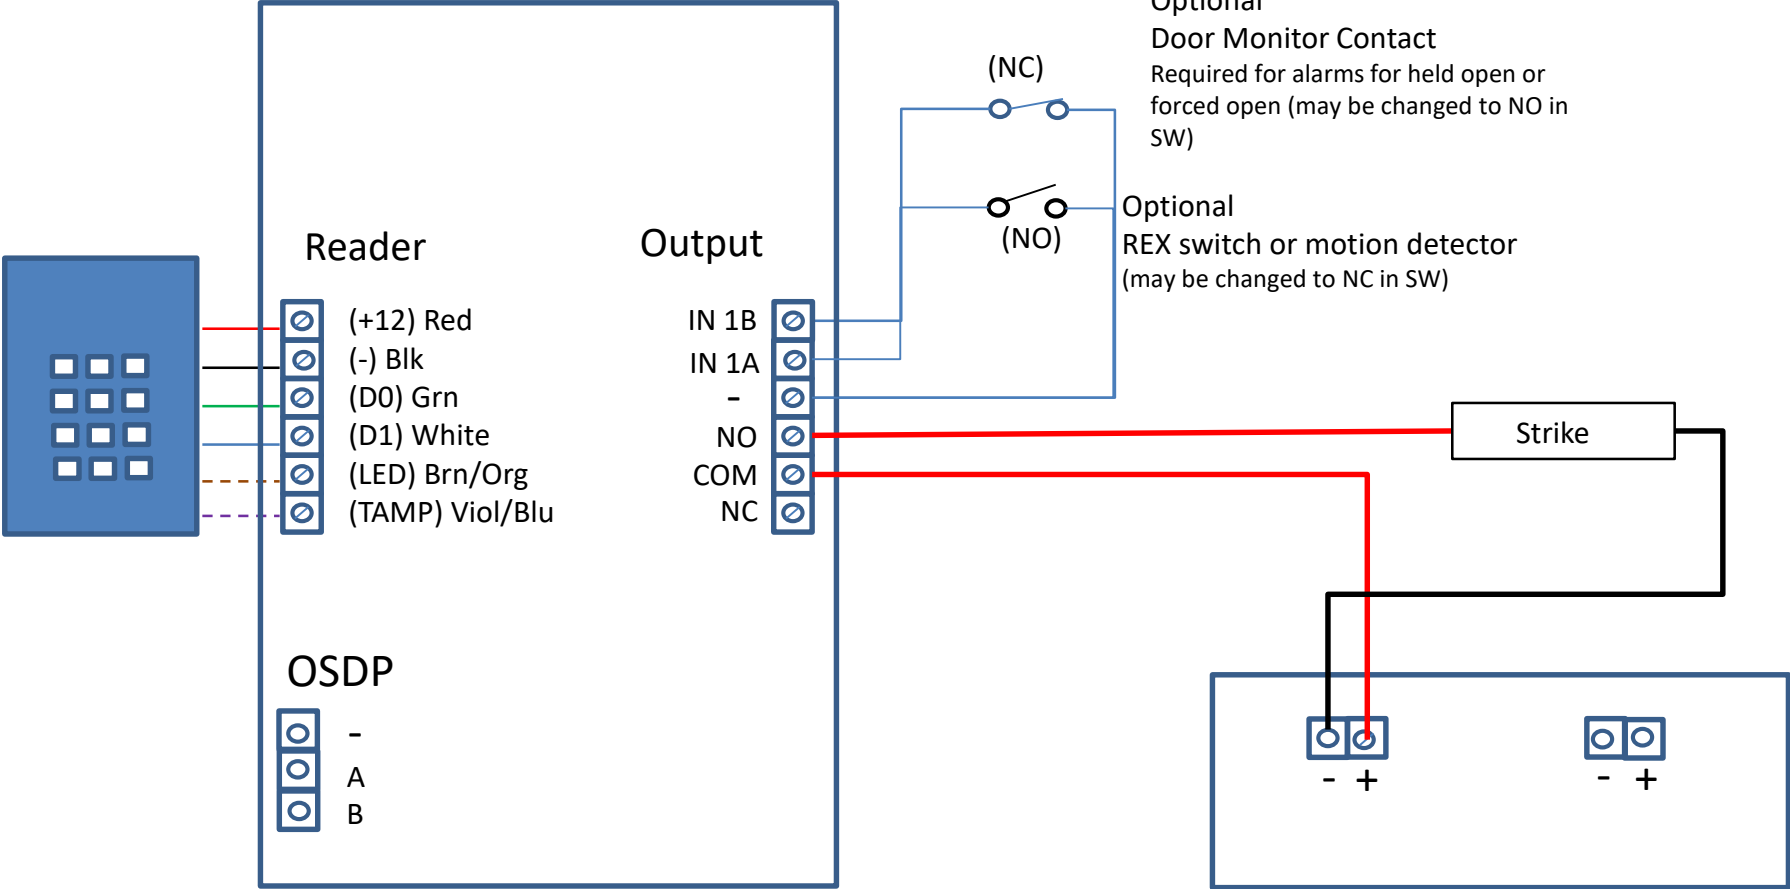 Optional
Door Monitor Contact
Required for alarms for held open or
forced open (may be changed to NO in
SW)
(NC)
(NO)
Optional
REX switch or motion detector
(may be changed to NC in SW)
Reader
(+12) Red
(-) Blk
(D0) Grn
(D1) White
(LED) Brn/Org
(TAMP) Viol/Blu
Output
IN 1B
IN 1A
-
NO
COM
NC
Strike
OSDP
-
A
B
- +
- +